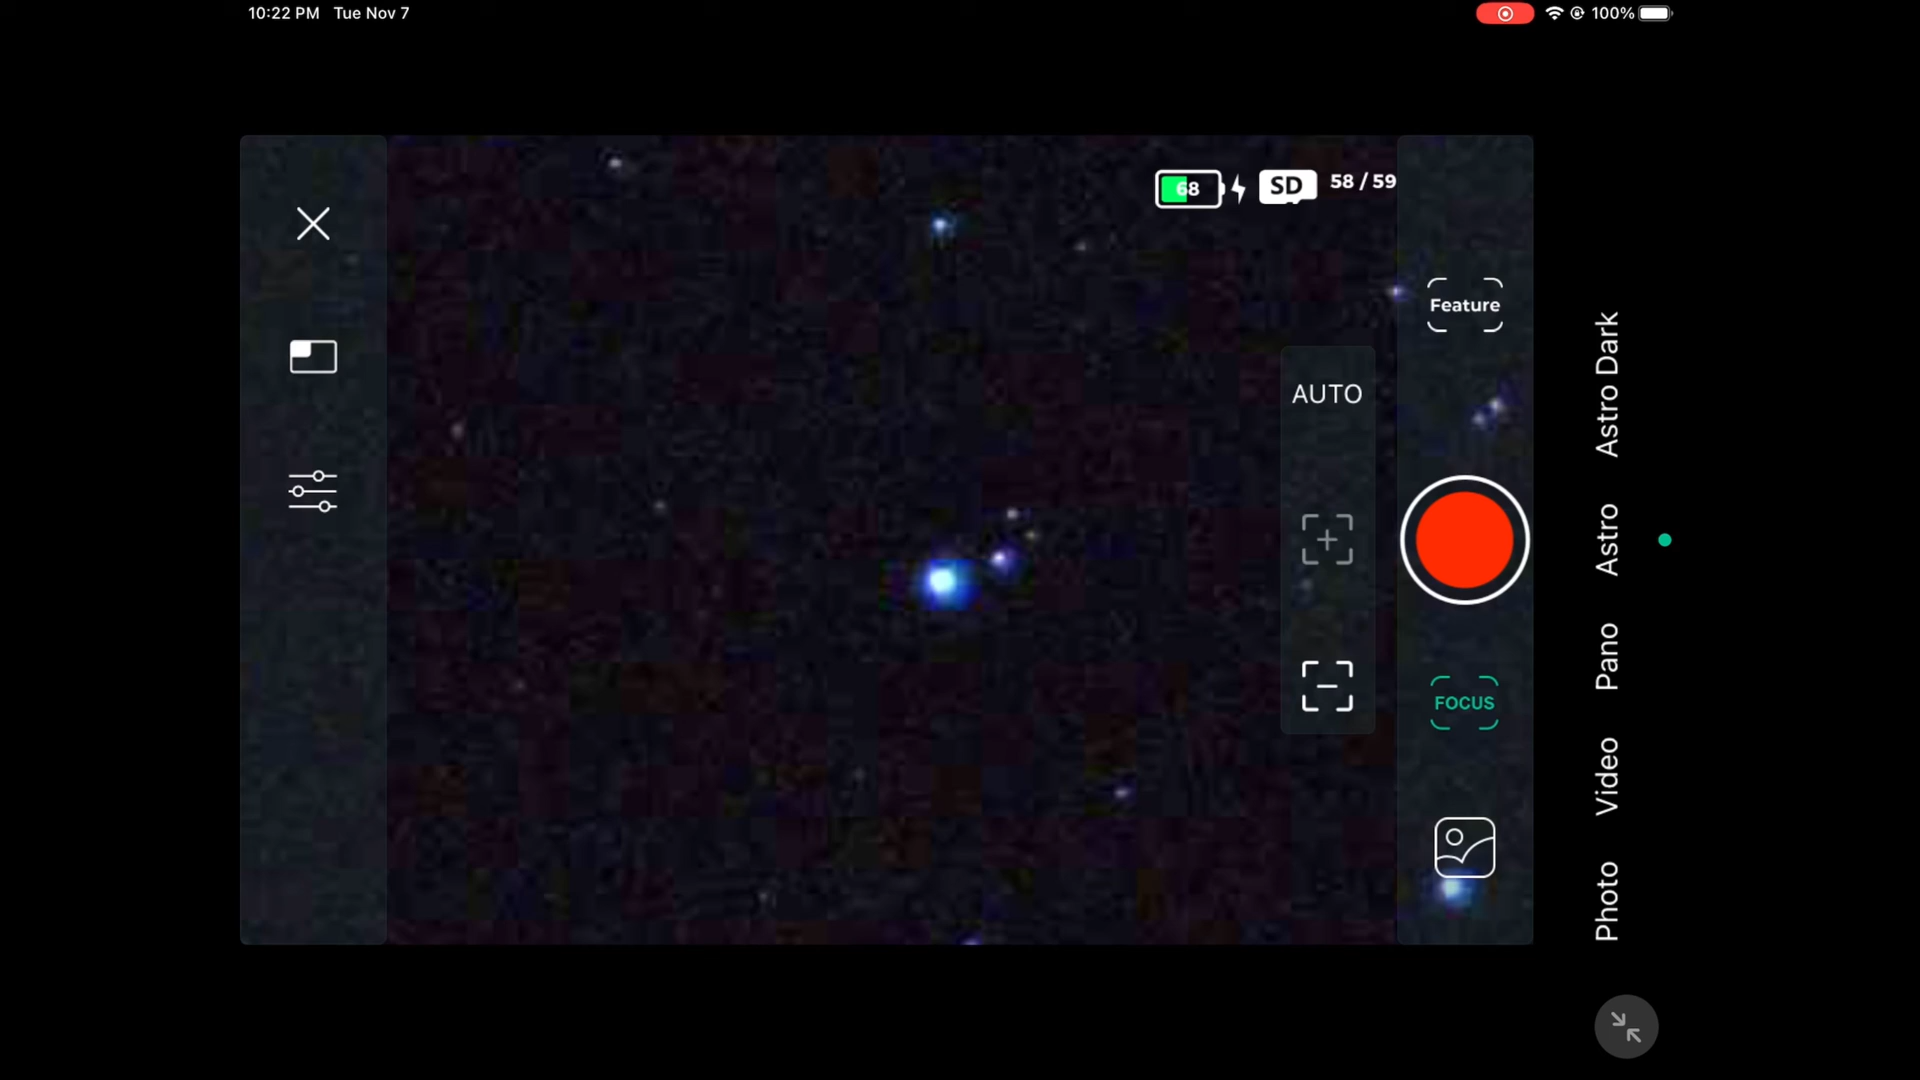 10:22 PM Tue Nov 7
100%
68
SD
58 / 59
Feature
AUTO
FOCUS
Astro Dark
Astro
Pano
Video
Photo